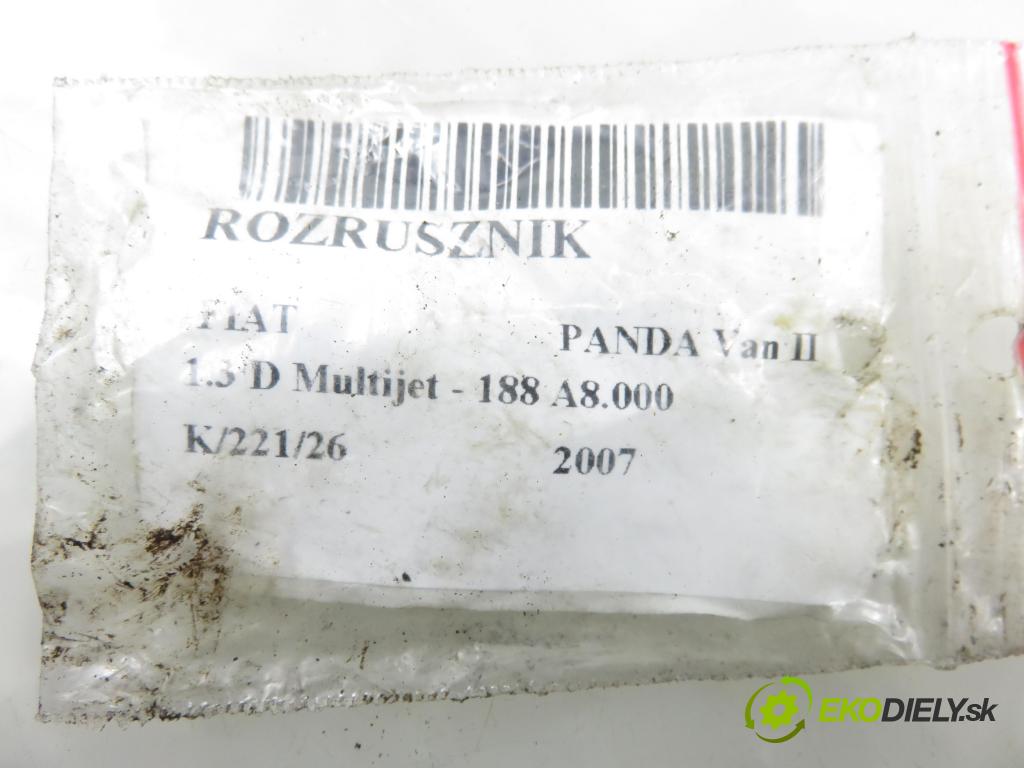 ROZRUSZNIK
FIAT PANDA Van II
1.3 D Multijet - 188 A8.000
K/221/26 2007
EKODIELY.sk